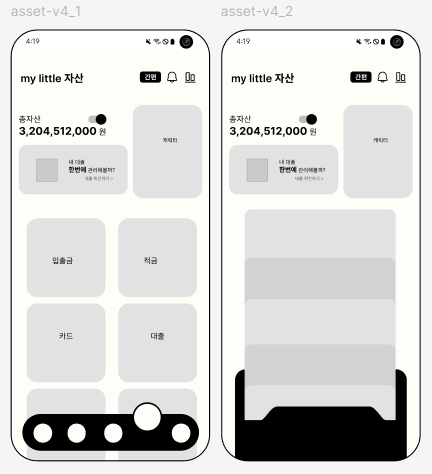 asset-v4_1
4:19
my little 자산
간편
총자산
3,204,512,000 원
캐릭터
내 대출
한번에 관리해볼까?
대출 확인하기 >
입출금
적금
카드
대출
asset-v4_2
4:19
my little 자산
간편
총자산
3,204,512,000 원
캐릭터
내 대출
한번에 관리해볼까?
대출 확인하기 >